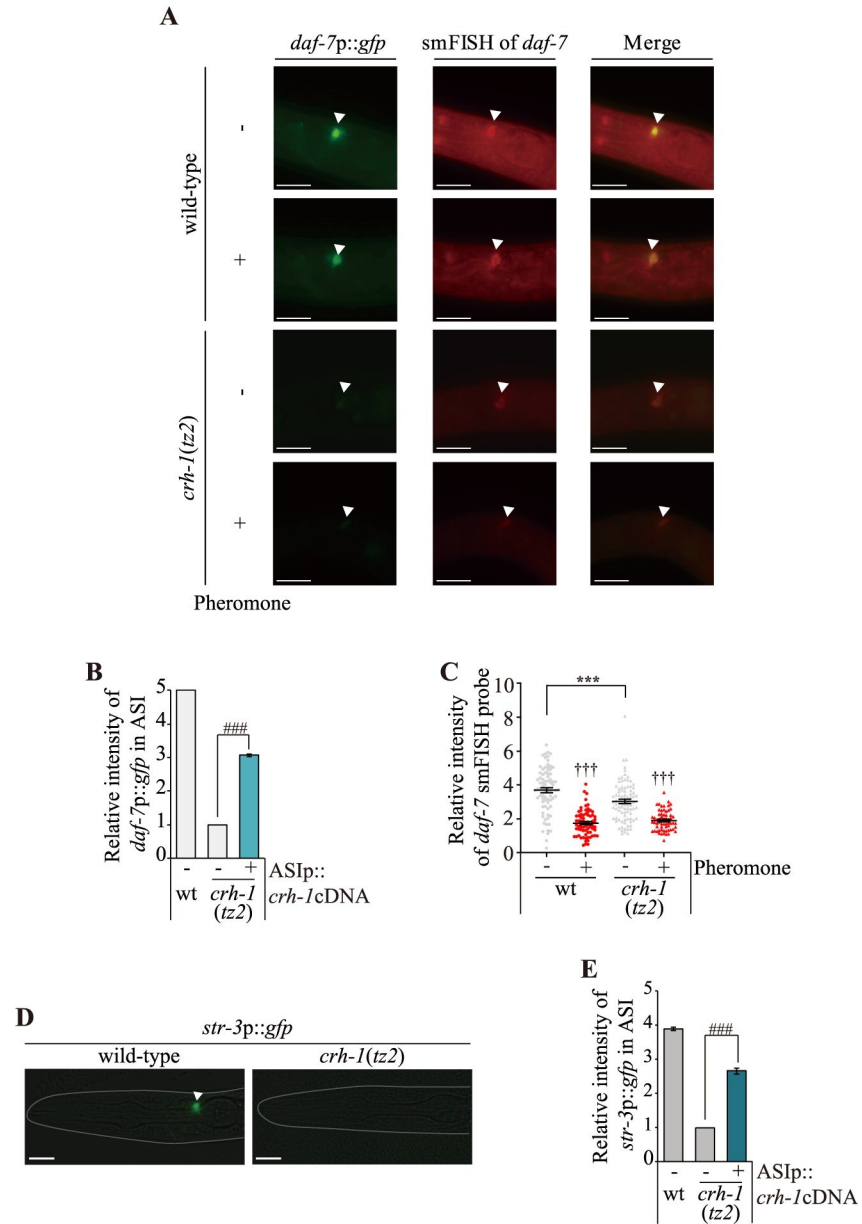 A
daf-7p::gfp
smFISH of daf-7
Merge
wild-type
-
+
crh-1(tz2)
-
+
Pheromone
B
Relative intensity of
daf-7p::gfp in ASI
5
4
3
2
1
0
###
- - + ASIp::
wt crh-1 crh-1cDNA
(tz2)
C
Relative intensity
of daf-7 smFISH probe
10
8
6
4
2
0
***
††† †††
- + - + Pheromone
wt crh-1
(tz2)
D
str-3p::gfp
wild-type crh-1(tz2)
E
Relative intensity of
str-3p::gfp in ASI
5
4
3
2
1
0
###
- - + ASIp::
wt crh-1 crh-1cDNA
(tz2)